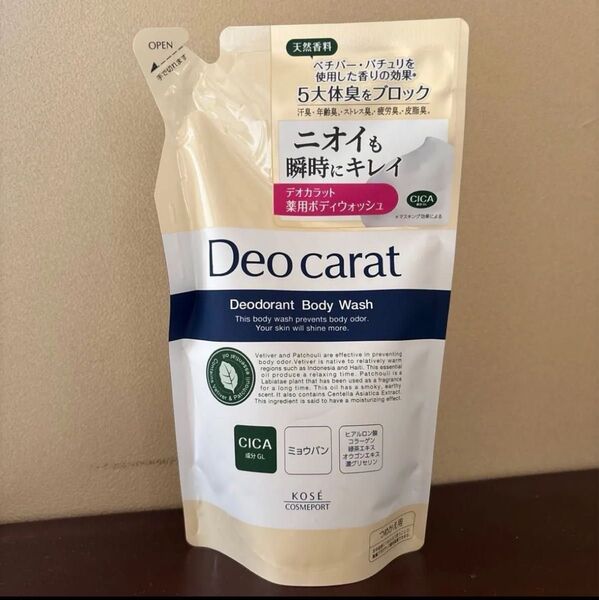 OPEN
手で切れます
天然香料
ベチバー・パチュリを
使用した香りの効果*
5大体臭をブロック
汗臭・年齢臭・ストレス臭・疲労臭・皮脂臭
ニオイも
瞬時にキレイ
デオカラット
薬用ボディウォッシュ
CICA
成分 GL
*マスキング効果による
Deo carat
Deodorant Body Wash
This body wash prevents body odor.
Your skin will shine more.
Contains Vetiver & Patchouli essential oil
Vetiver and Patchouli are effective in preventing
body odor.Vetiver is native to relatively warm
regions such as Indonesia and Haiti. This essential
oil produce a relaxing time. Patchouli is a
Labiatae plant that has been used as a fragrance
for a long time. This oil has a smoky, earthy
scent. It also contains Centella Asiatica Extract.
This ingredient is said to have a moisturizing effect.
CICA
成分 GL
ミョウバン
ヒアルロン酸
コラーゲン
緑茶エキス
オウゴンエキス
濃グリセリン
KOSÉ
COSMEPORT
つめかえ用